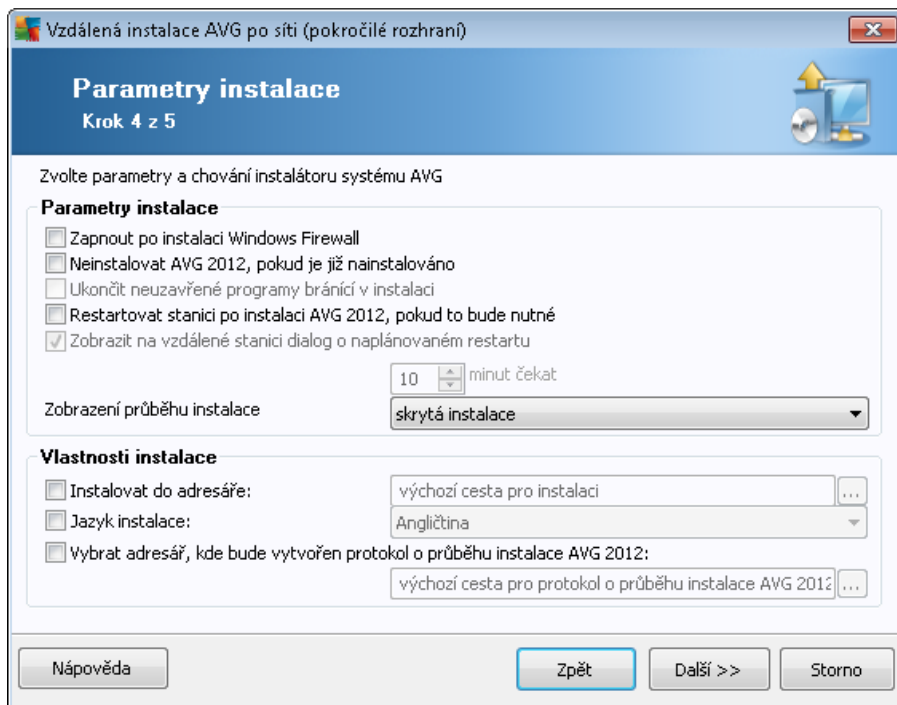 Vzdálená instalace AVG po síti (pokročilé rozhraní)
Parametry instalace
Krok 4 z 5
Zvolte parametry a chování instalátoru systému AVG
Parametry instalace
Zapnout po instalaci Windows Firewall
Neinstalovat AVG 2012, pokud je již nainstalováno
Ukončit neuzavřené programy bránící v instalaci
Restartovat stanici po instalaci AVG 2012, pokud to bude nutné
Zobrazit na vzdálené stanici dialog o naplánovaném restartu
10 minut čekat
Zobrazení průběhu instalace skrytá instalace
Vlastnosti instalace
Instalovat do adresáře: výchozí cesta pro instalaci ...
Jazyk instalace: Angličtina
Vybrat adresář, kde bude vytvořen protokol o průběhu instalace AVG 2012:
výchozí cesta pro protokol o průběhu instalace AVG 2012 ...
Nápověda Zpět Další >> Storno